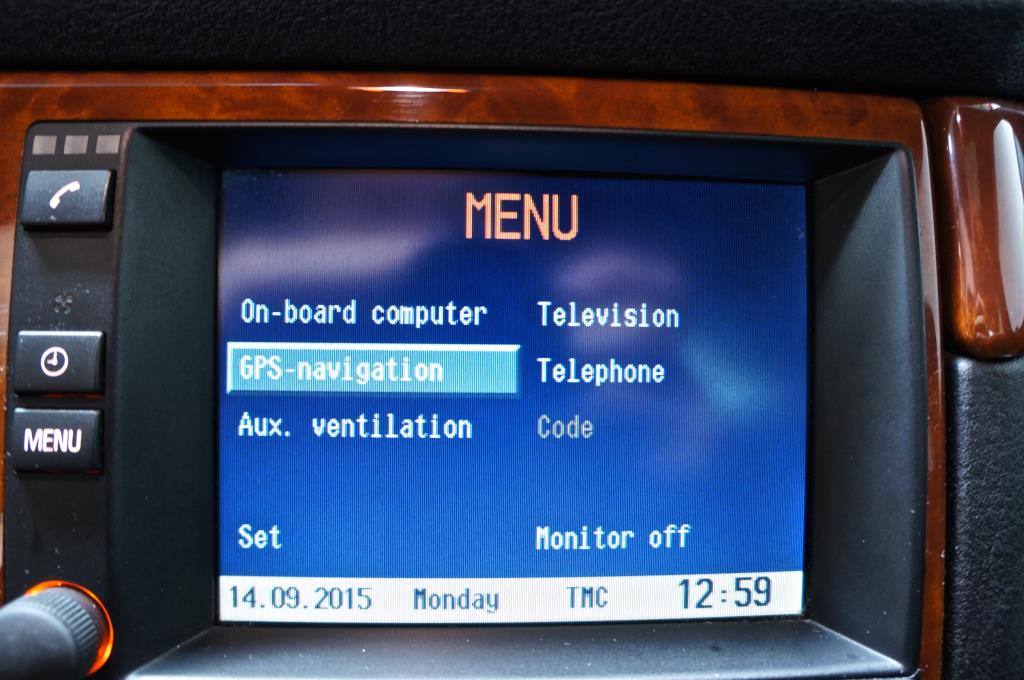 MENU
On-board computer Television
GPS-navigation Telephone
MENU Aux. ventilation Code
Set Monitor off
14.09.2015 Monday TMC 12:59